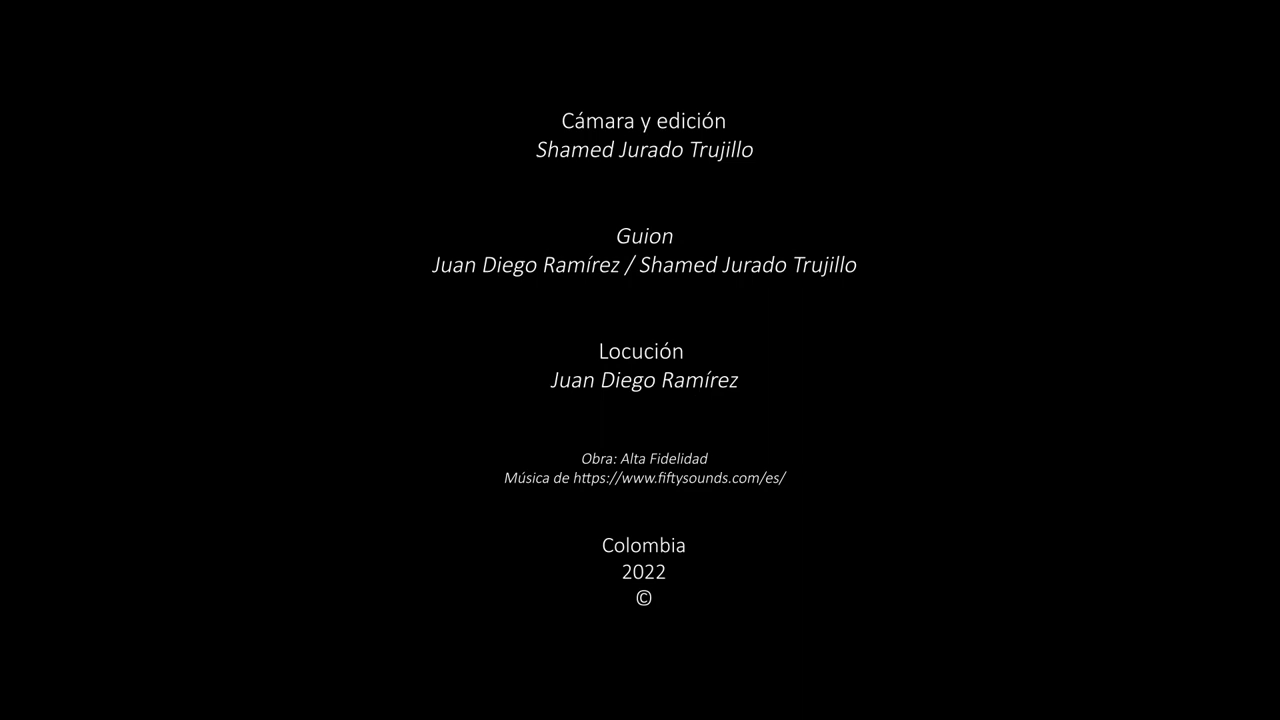 Cámara y edición
Shamed Jurado Trujillo
Guion
Juan Diego Ramírez / Shamed Jurado Trujillo
Locución
Juan Diego Ramírez
Obra: Alta Fidelidad
Música de https://www.fiftysounds.com/es/
Colombia
2022
©